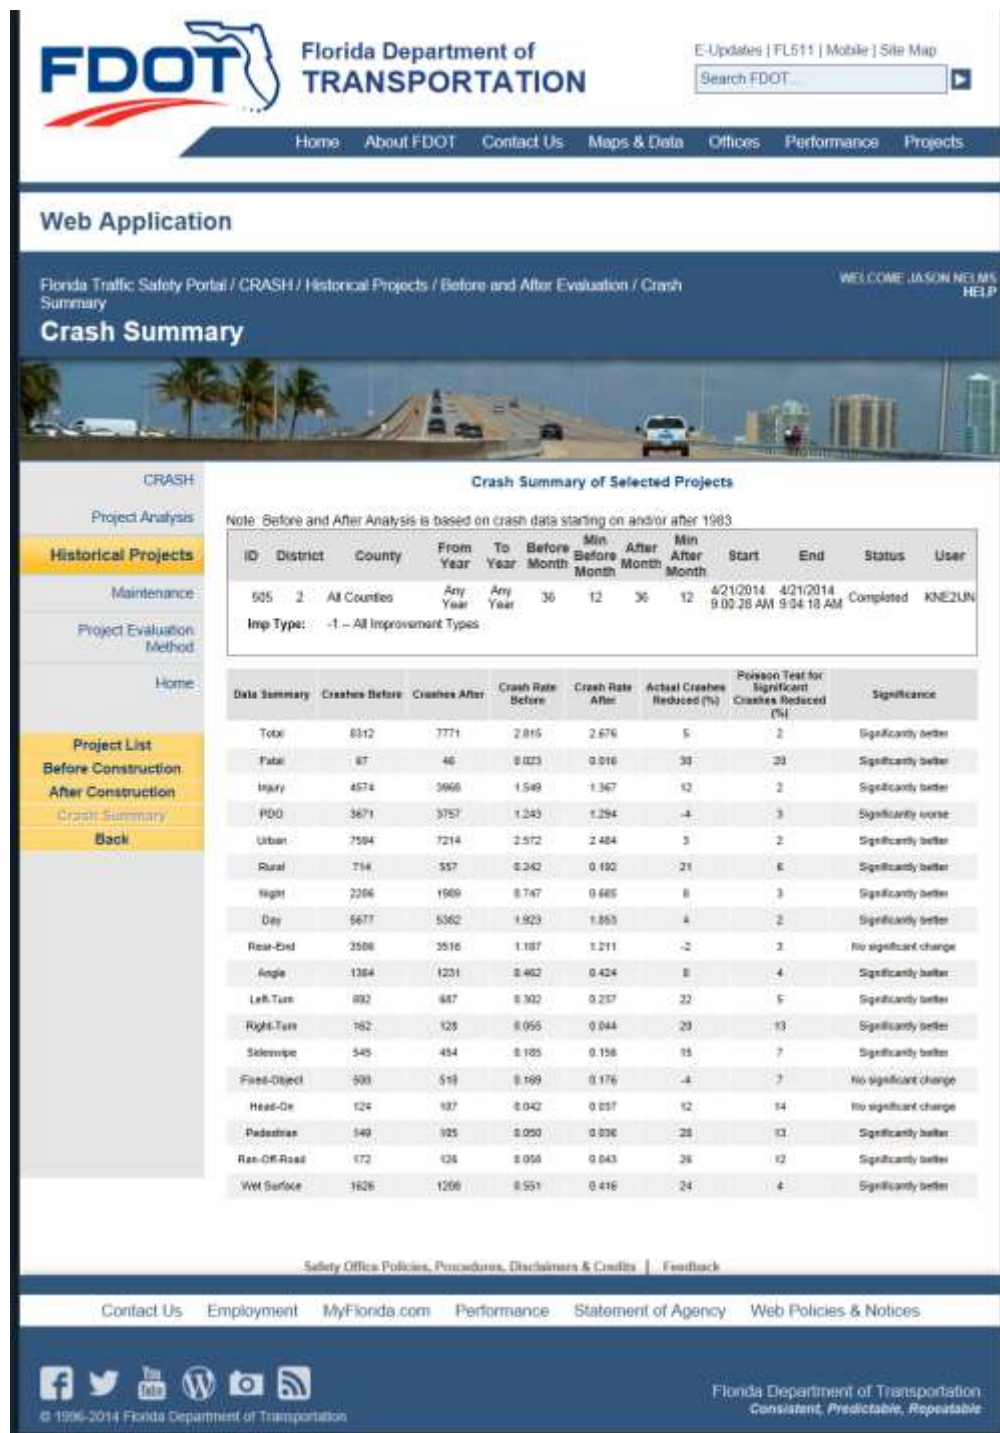 FDOT
Florida Department of
TRANSPORTATION
E-Updates | FL511 | Mobile | Site Map
Search FDOT...
Home About FDOT Contact Us Maps & Data Offices Performance Projects
Web Application
Florida Traffic Safety Portal / CRASH / Historical Projects / Before and After Evaluation / Crash
Summary
WELCOME JASON NELMS
HELP
Crash Summary
CRASH
Project Analysis
Historical Projects
Maintenance
Project Evaluation
Method
Home
Project List
Before Construction
After Construction
Crash Summary
Back
Crash Summary of Selected Projects
Note: Before and After Analysis is based on crash data starting on and/or after 1983.
ID District County From Year To Year Before Month Min Before Month After Month Min After Month Start End Status User
505 2 All Counties Any Year Any Year 36 12 36 12 4/21/2014 9:00:28 AM 4/21/2014 9:04:18 AM Completed
Imp Type: -1 -- All Improvement Types
Data Summary Crashes Before Crashes After Crash Rate Before Crash Rate After Actual Crashes Reduced (%) Poisson Test for Significant Crashes Reduced (%) Significance
Total 8312 7771 2.815 2.676 5 2 Significantly better
Fatal 67 46 0.023 0.016 30 20 Significantly better
Injury 4574 1.549 1.367 12 2 Significantly better
PDO 3671 3757 1.243 1.294 -4 3 Significantly worse
Urban 7594 7214 2.572 2.484 3 2 Significantly better
Rural 714 557 0.242 0.192 21 6 Significantly better
Night 2206 1989 0.747 0.685 8 3 Significantly better
Day 5677 5382 1.923 1.853 4 2 Significantly better
Rear-End 3516 1.187 1.211 -2 3 No significant change
Angle 1364 1231 0.462 0.424 8 4 Significantly better
Left-Turn 892 687 0.302 0.237 22 5 Significantly better
Right-Turn 162 128 0.055 0.044 20 13 Significantly better
Sideswipe 545 454 0.185 0.156 15 7 Significantly better
Fixed-Object 500 510 0.169 0.176 -4 7 No significant change
Head-On 124 107 0.042 0.037 12 14 No significant change
Pedestrian 149 105 0.050 0.036 28 13 Significantly better
Ran-Off-Road 172 126 0.058 0.043 26 12 Significantly better
Wet Surface 1626 0.551 0.416 24 4 Significantly better
Safety Office Policies, Procedures, Disclaimers & Credits | Feedback
Contact Us Employment MyFlorida.com Performance Statement of Agency Web Policies & Notices
You Tube
© 1996-2014 Florida Department of Transportation
Florida Department of Transportation
Consistent, Predictable, Repeatable